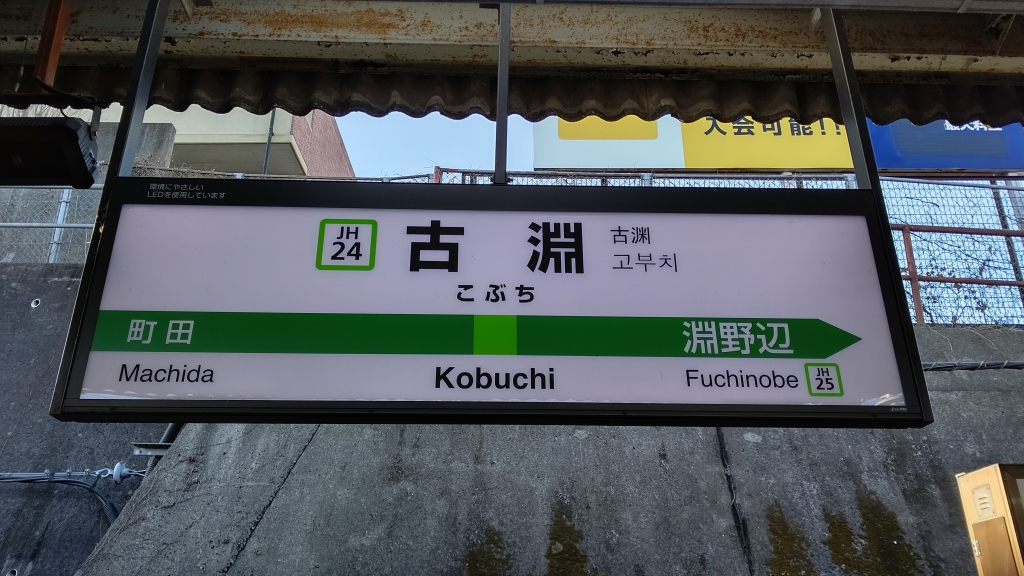 入会可能!!
環境にやさしい
LEDを使用しています
JH
24
古淵
古渊
고부치
こぶち
町田
淵野辺
Machida
Kobuchi
Fuchinobe
JH
25